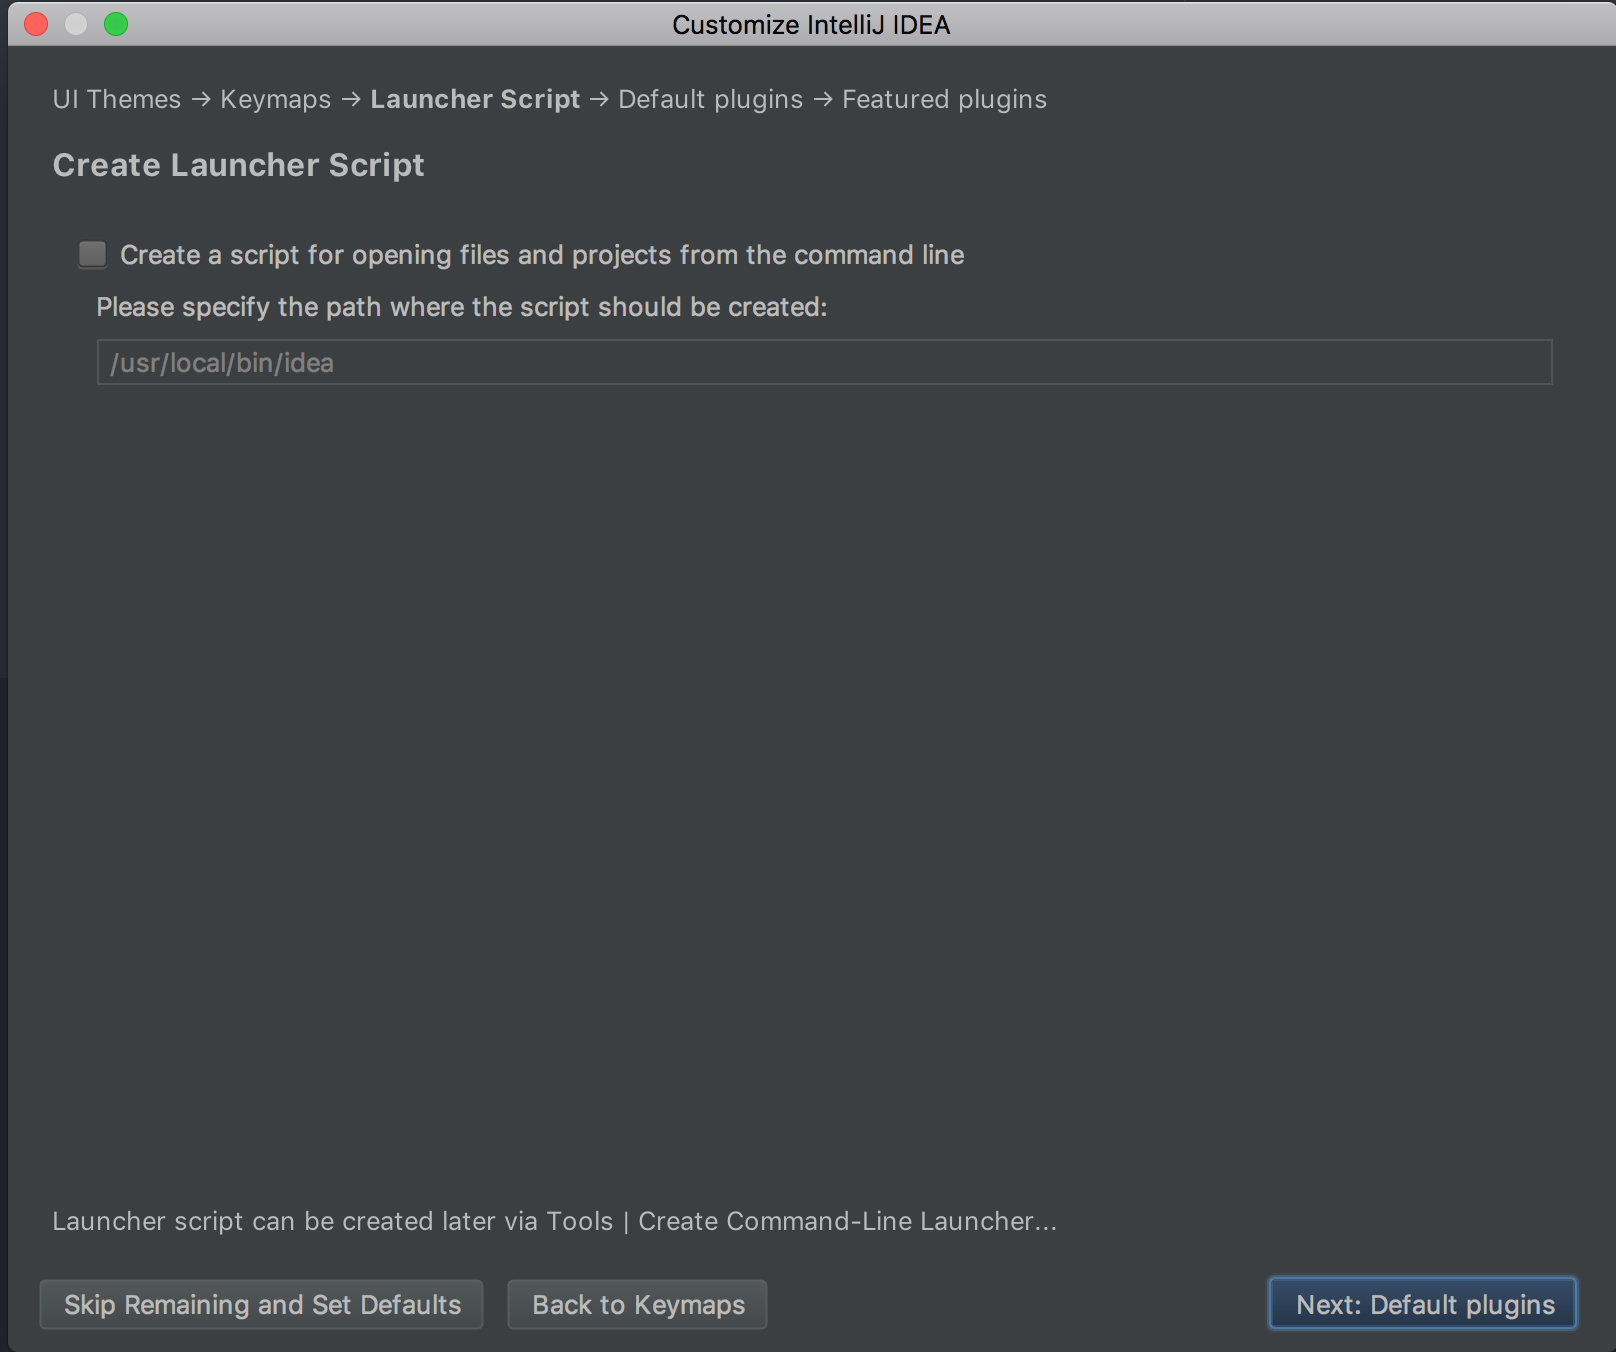 Customize IntelliJ IDEA
UI Themes → Keymaps → Launcher Script → Default plugins → Featured plugins
Create Launcher Script
Create a script for opening files and projects from the command line
Please specify the path where the script should be created:
/usr/local/bin/idea
Launcher script can be created later via Tools | Create Command-Line Launcher...
Skip Remaining and Set Defaults
Back to Keymaps
Next: Default plugins